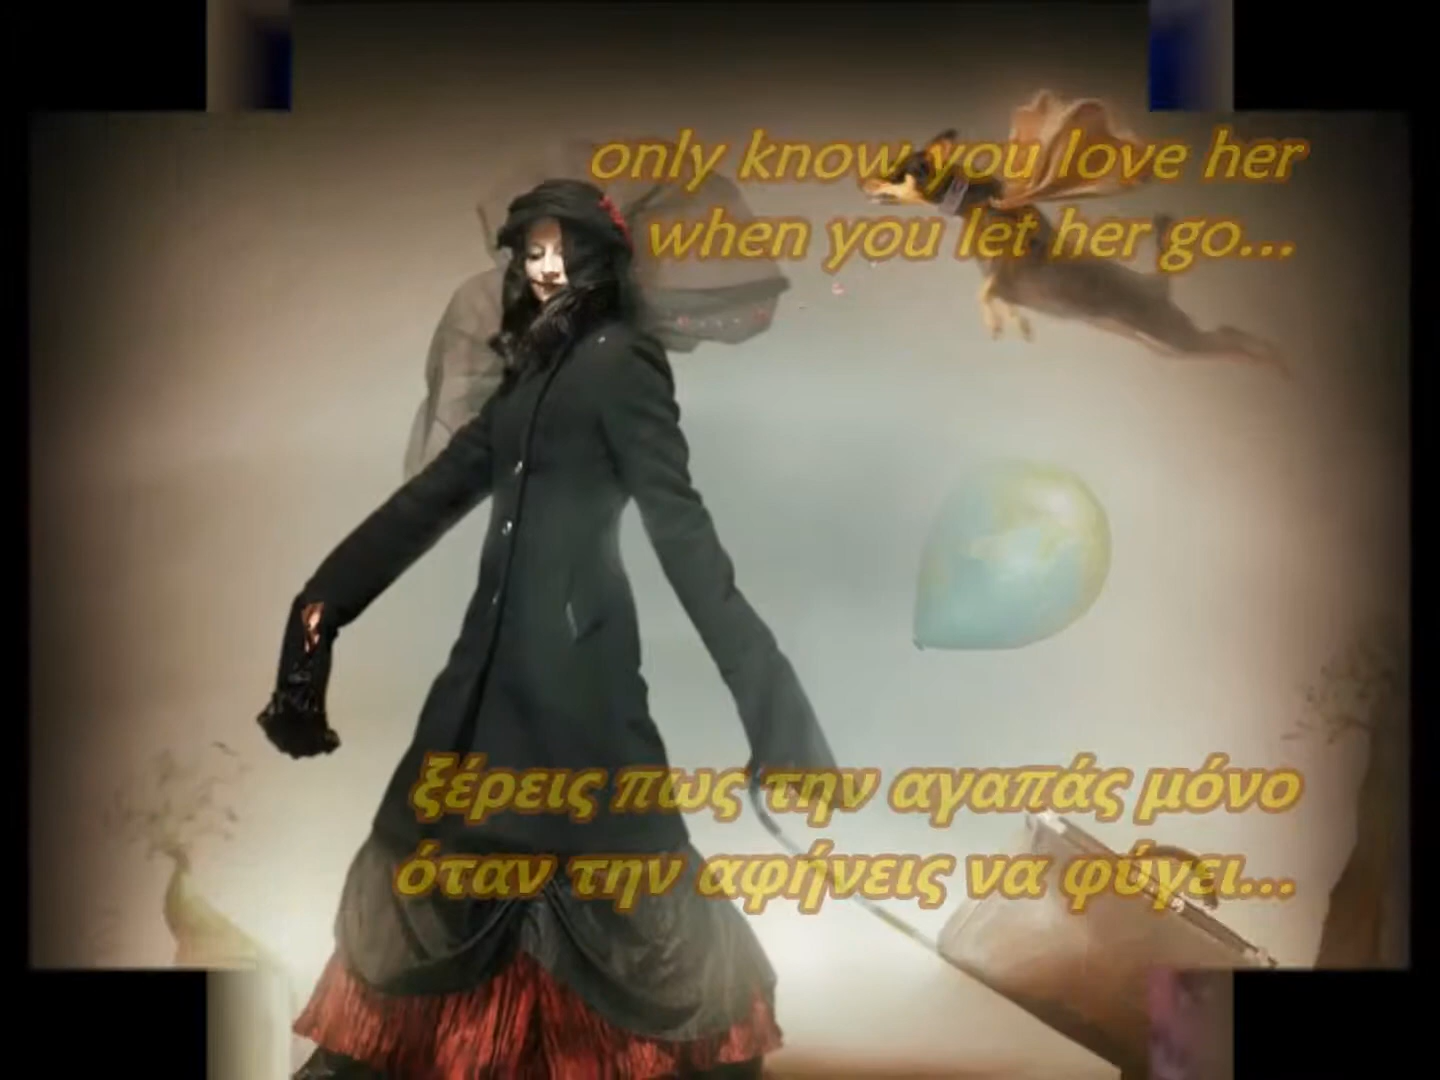 only know you love her
when you let her go...
ξέρεις πως την αγαπάς μόνο
όταν την αφήνεις να φύγει...